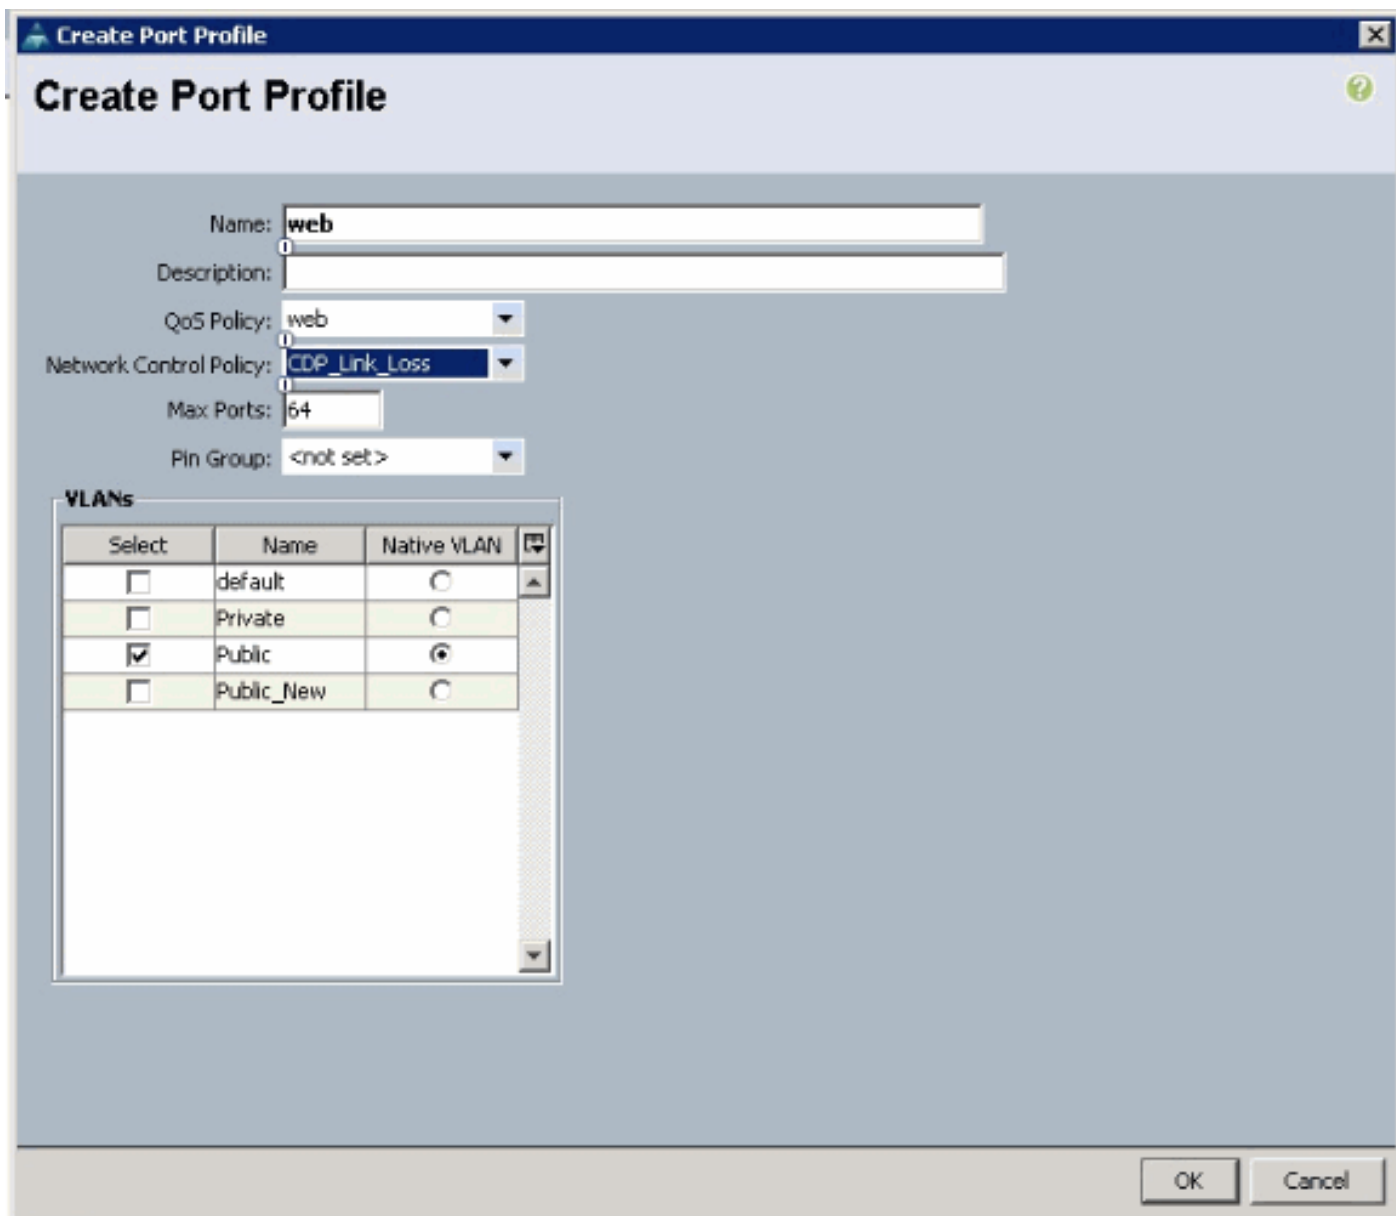 Create Port Profile
Create Port Profile
Name: web
Description:
QoS Policy: web
Network Control Policy: CDP_Link_Loss
Max Ports: 64
Pin Group: <not set>
VLANs
Select Name Native VLAN
default
Private
Public
Public_New
OK Cancel